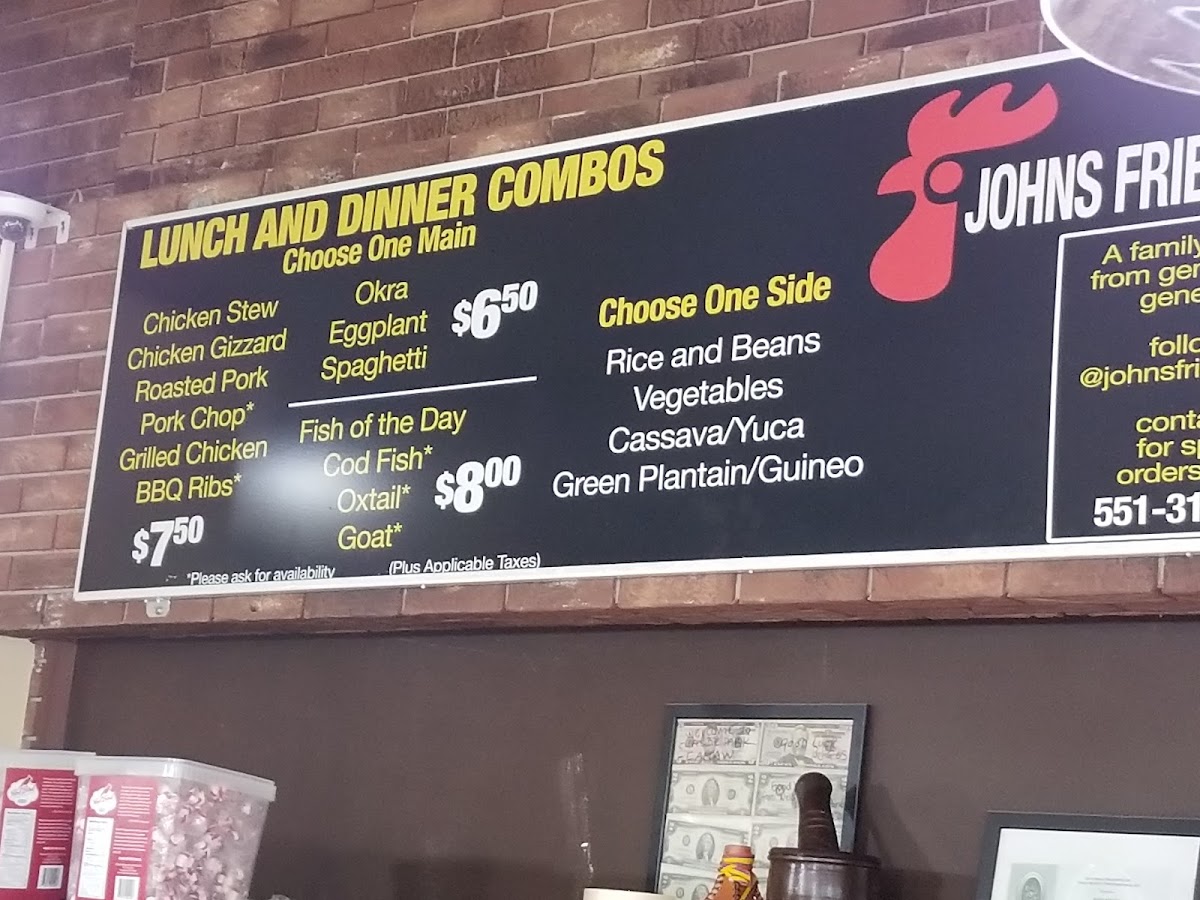 LUNCH AND DINNER COMBOS
Choose One Main
Chicken Stew
Chicken Gizzard
Roasted Pork
Pork Chop*
Grilled Chicken
BBQ Ribs*
$7.50
Okra
Eggplant
Spaghetti
$6.50
Fish of the Day
Cod Fish*
Oxtail*
Goat*
$8.00
*Please ask for availability
(Plus Applicable Taxes)
Choose One Side
Rice and Beans
Vegetables
Cassava/Yuca
Green Plantain/Guineo
JOHNS FRIE
A family
from gen
gene
follo
@johnsfri
conta
for sp
orders
551-31
GOOD LUCK